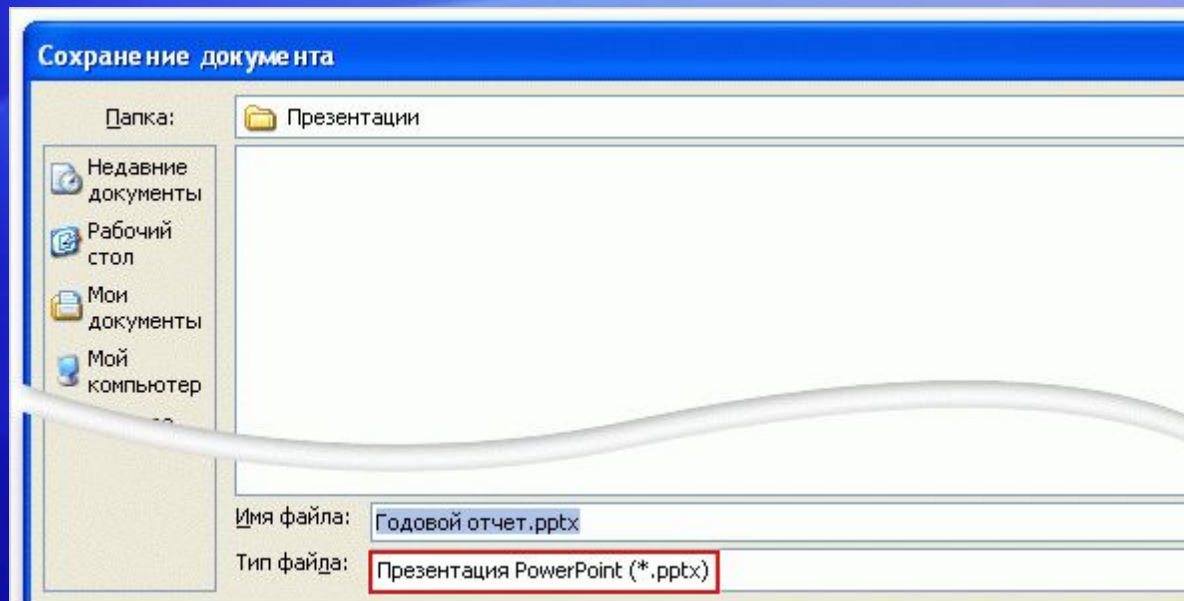 Сохранение документа
Папка:
Презентации
Недавние
документы
Рабочий
стол
Мои
документы
Мой
компьютер
Имя файла:
Годовой отчет.pptx
Тип файла:
Презентация PowerPoint (*.pptx)